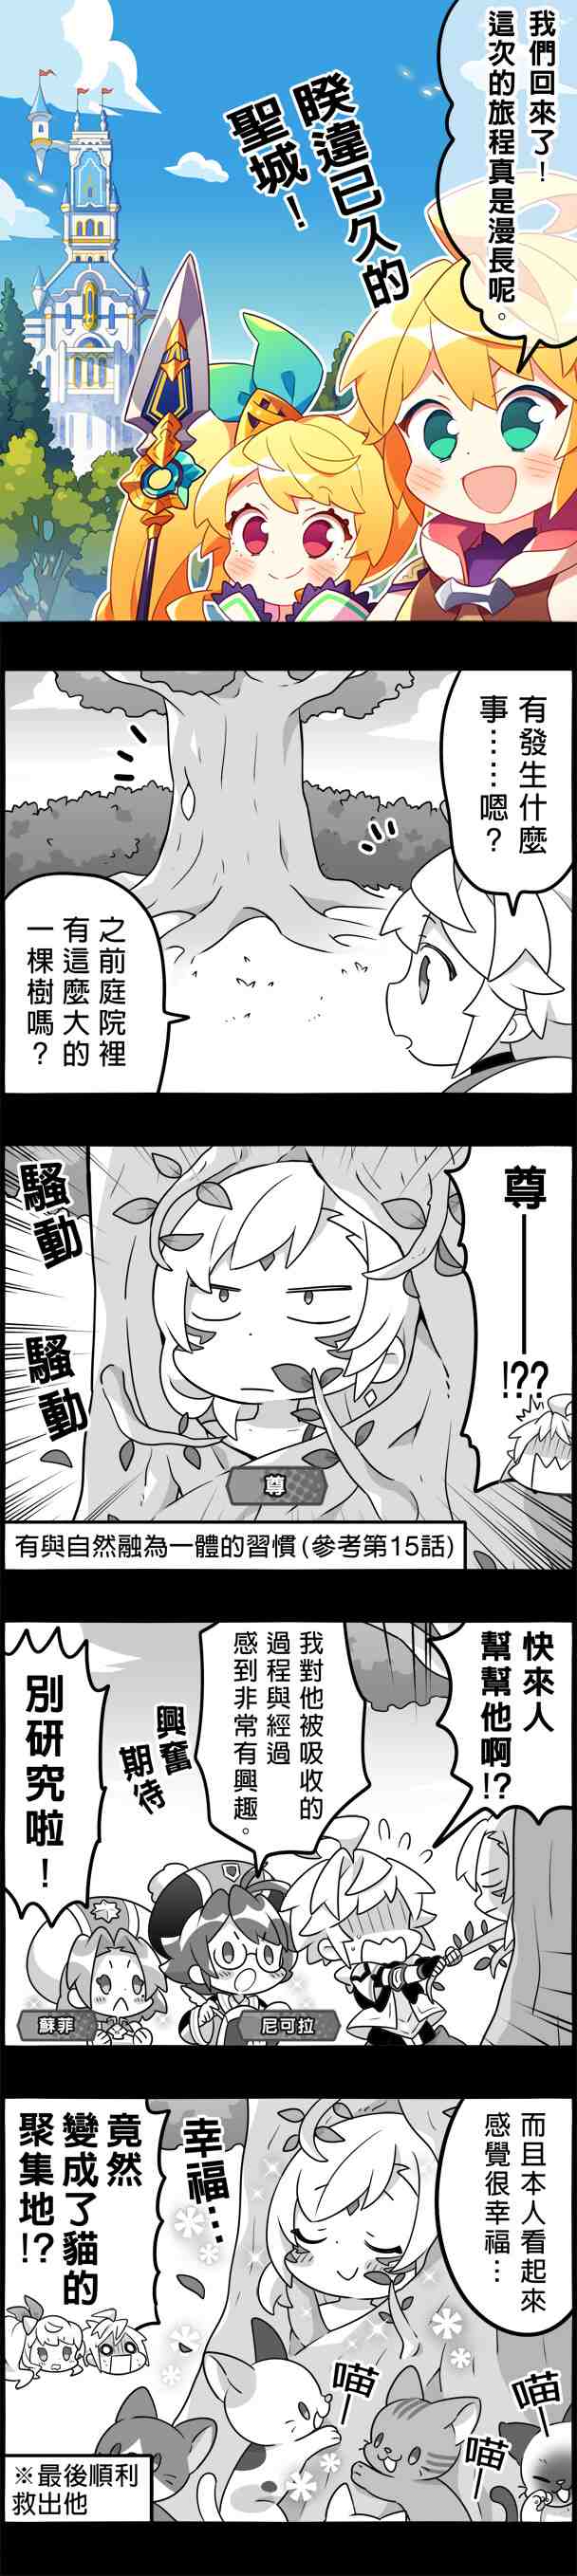 我們回來了！
這次的旅程真是漫長呢。
睽違已久的
聖城！
有發生什麼
事……嗯？
之前庭院裡
有這麼大的
一棵樹嗎？
尊——!??
騷動
騷動
尊
有與自然融為一體的習慣(參考第15話)
快來人
幫幫他啊!?
我對他被吸收的
過程與經過
感到非常有興趣。
興奮
期待
別研究啦！
蘇菲
尼可拉
而且本人看起來
感覺很幸福…
幸福…
竟然
變成了貓的
聚集地!?
喵—
喵—
喵—
※最後順利
救出他